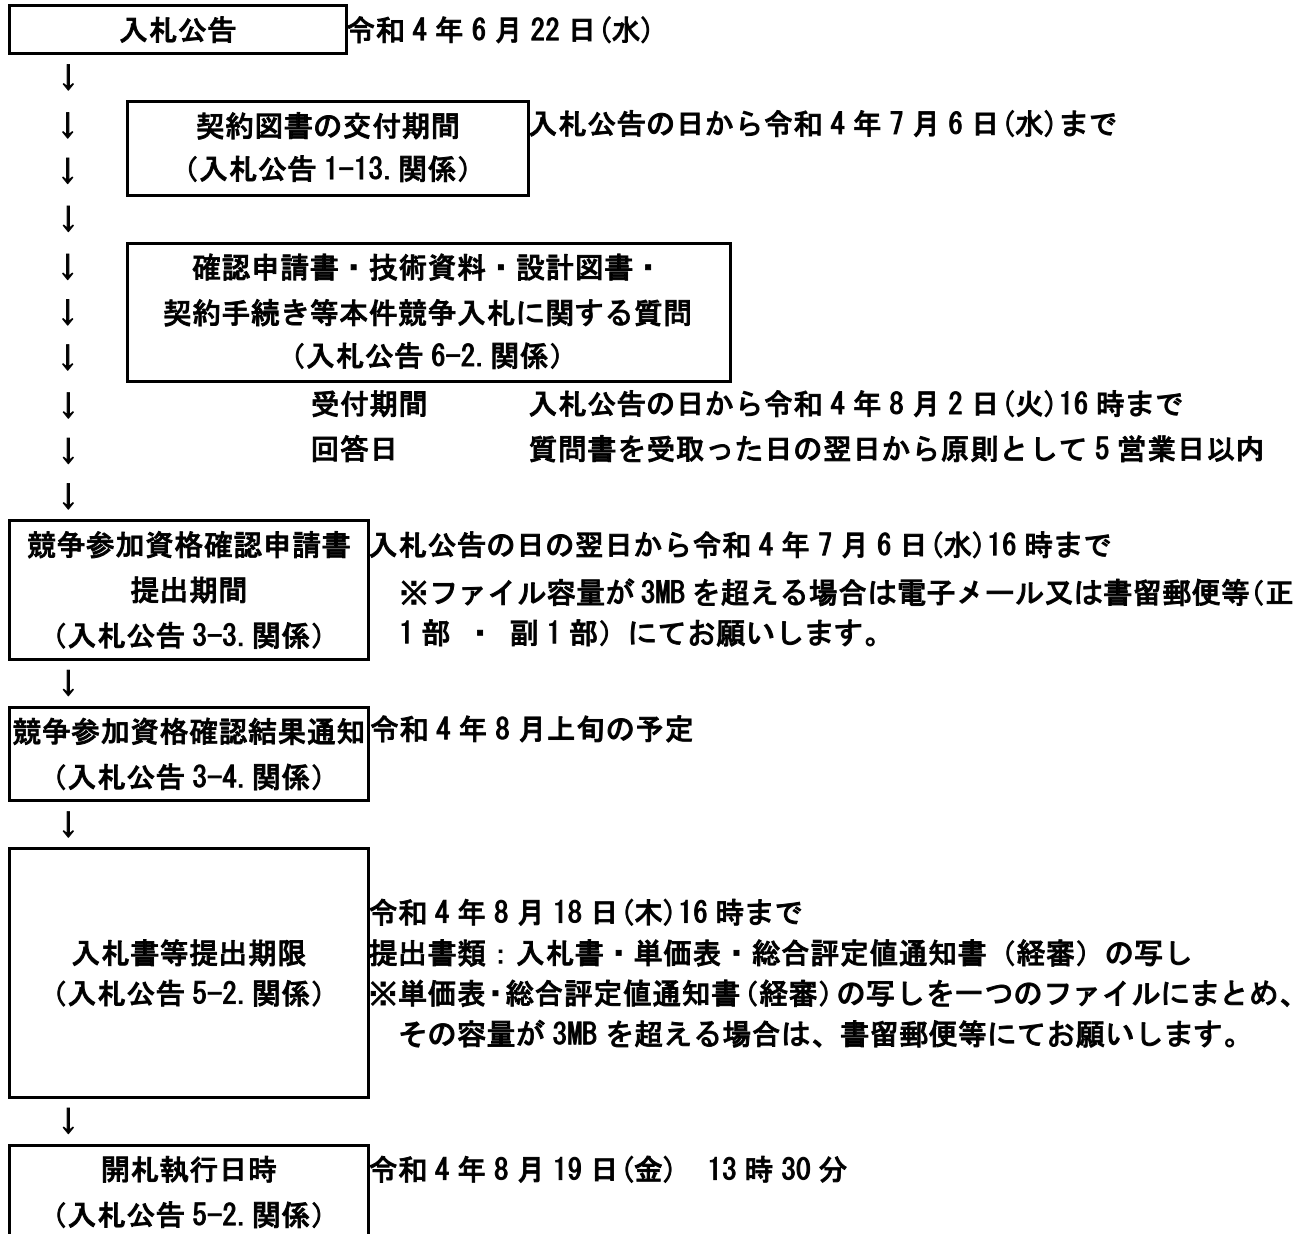 入札公告 令和4年6月22日(水)
↓
↓ 契約図書の交付期間 入札公告の日から令和4年7月6日(水)まで
↓ (入札公告1-13.関係)
↓
↓ 確認申請書・技術資料・設計図書・
↓ 契約手続き等本件競争入札に関する質問
↓ (入札公告6-2.関係)
↓ 受付期間 入札公告の日から令和4年8月2日(火)16時まで
↓ 回答日 質問書を受取った日の翌日から原則として5営業日以内
↓
競争参加資格確認申請書 入札公告の日の翌日から令和4年7月6日(水)16時まで
提出期間 ※ファイル容量が3MBを超える場合は電子メール又は書留郵便等(正
(入札公告3-3.関係) 1部 ・ 副1部)にてお願いします。
↓
競争参加資格確認結果通知 令和4年8月上旬の予定
(入札公告3-4.関係)
↓
令和4年8月18日(木)16時まで
入札書等提出期限 提出書類:入札書・単価表・総合評定値通知書(経審)の写し
(入札公告5-2.関係) ※単価表・総合評定値通知書(経審)の写しを一つのファイルにまとめ、
その容量が3MBを超える場合は、書留郵便等にてお願いします。
↓
開札執行日時 令和4年8月19日(金) 13時30分
(入札公告5-2.関係)